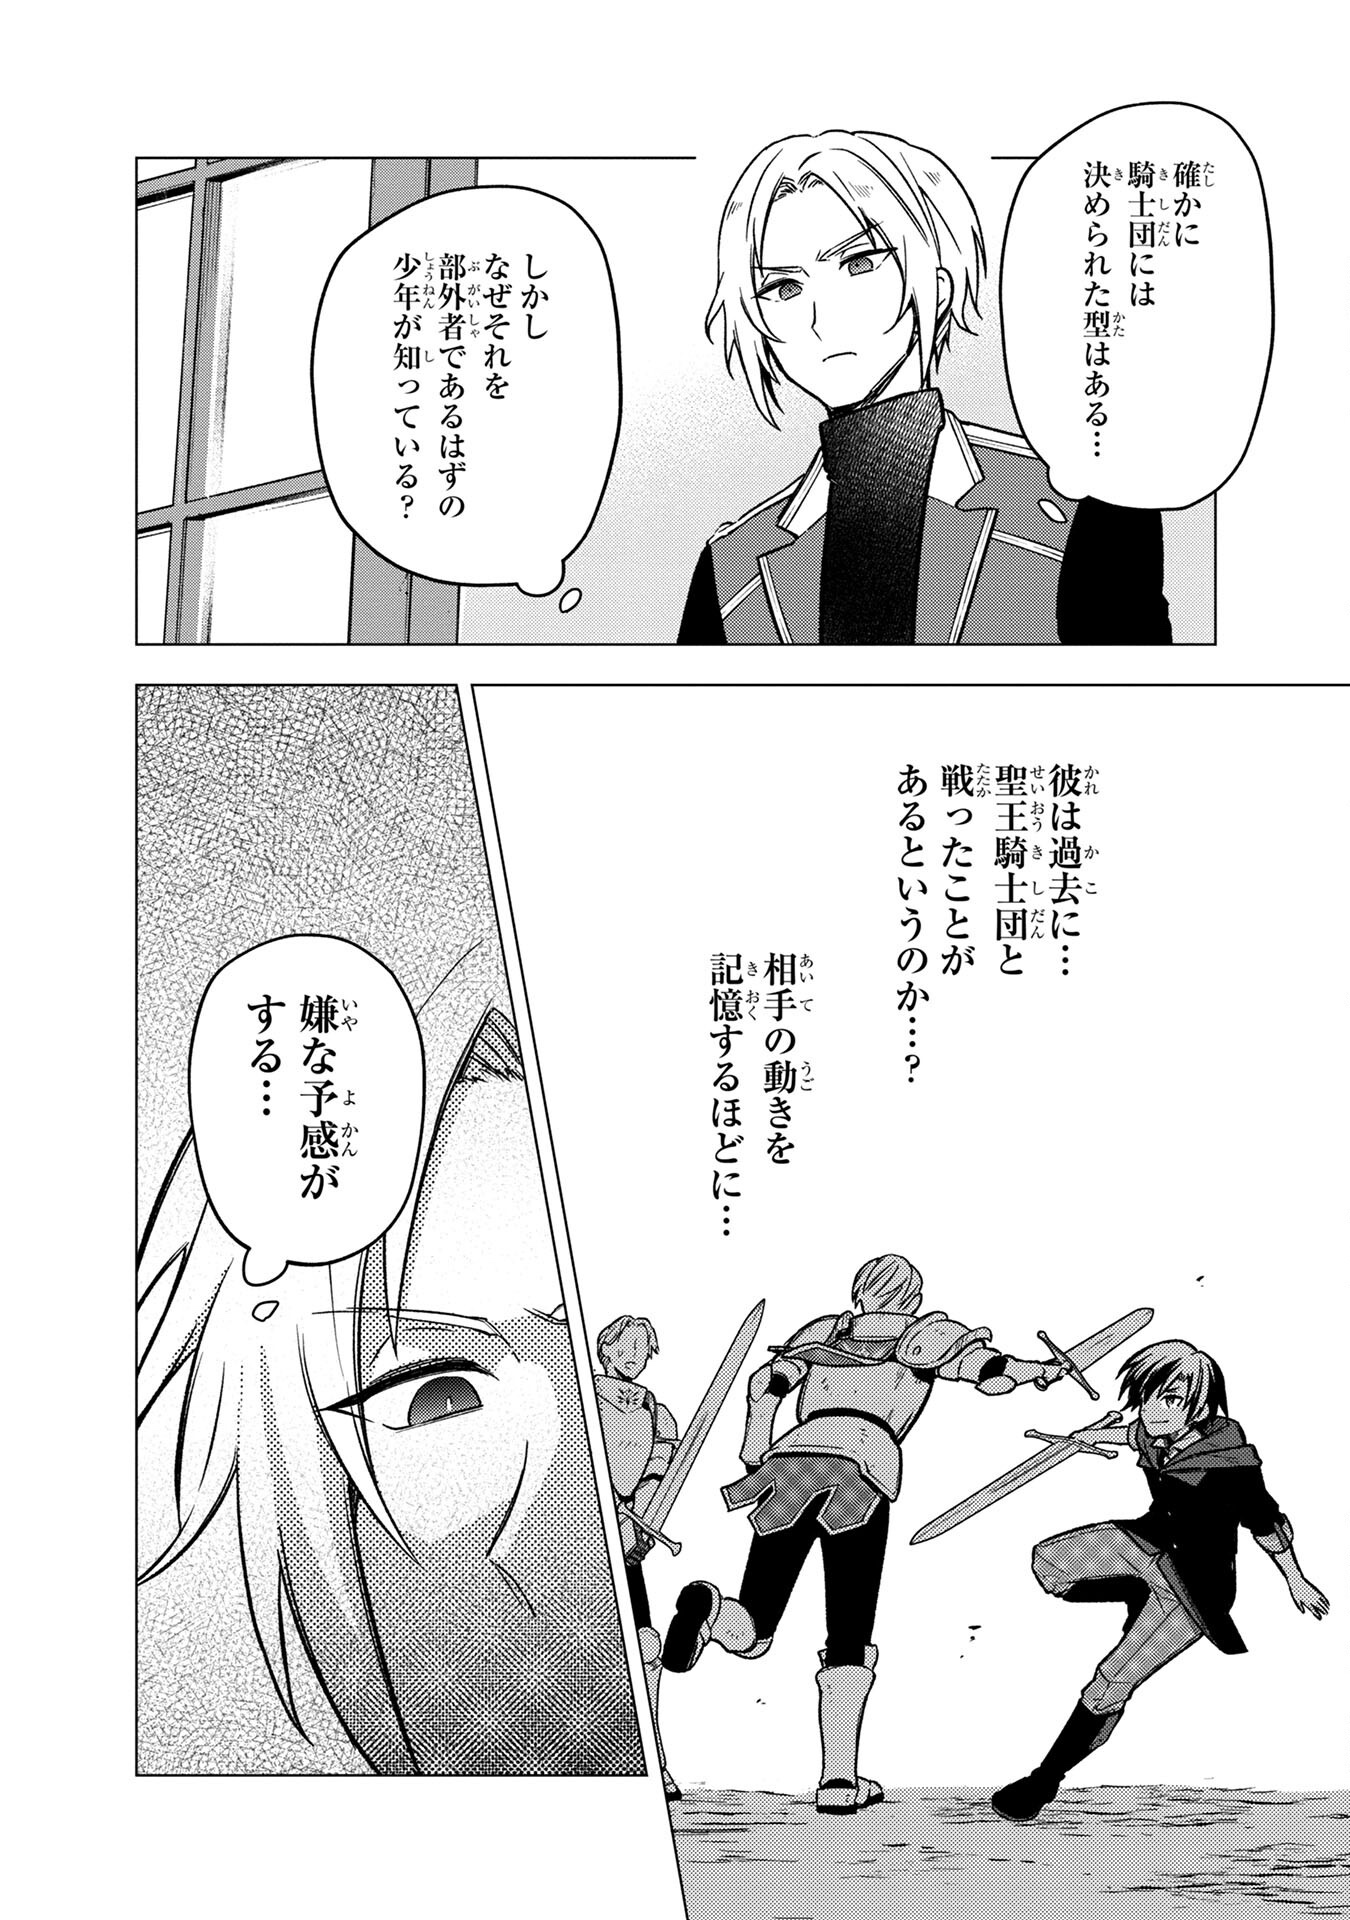 確かに
騎士団には
決められた型はある…
しかし
なぜそれを
部外者であるはずの
少年が知っている？
彼は過去に…
聖王騎士団と
戦ったことが
あるというのか…？
相手の動きを
記憶するほどに…
嫌な予感が
する…